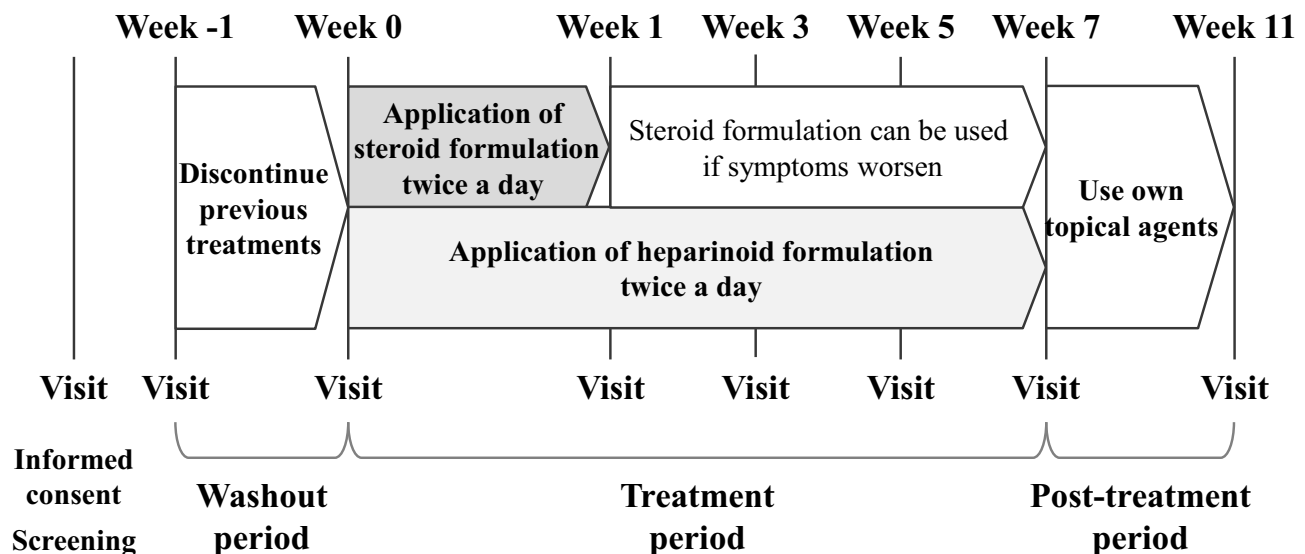 Week -1 Week 0 Week 1 Week 3 Week 5 Week 7 Week 11
Discontinue
previous
treatments
Application of
steroid formulation
twice a day
Steroid formulation can be used
if symptoms worsen
Application of heparinoid formulation
twice a day
Use own
topical agents
Visit Visit Visit Visit Visit Visit Visit Visit
Informed
consent
Screening
Washout
period
Treatment
period
Post-treatment
period